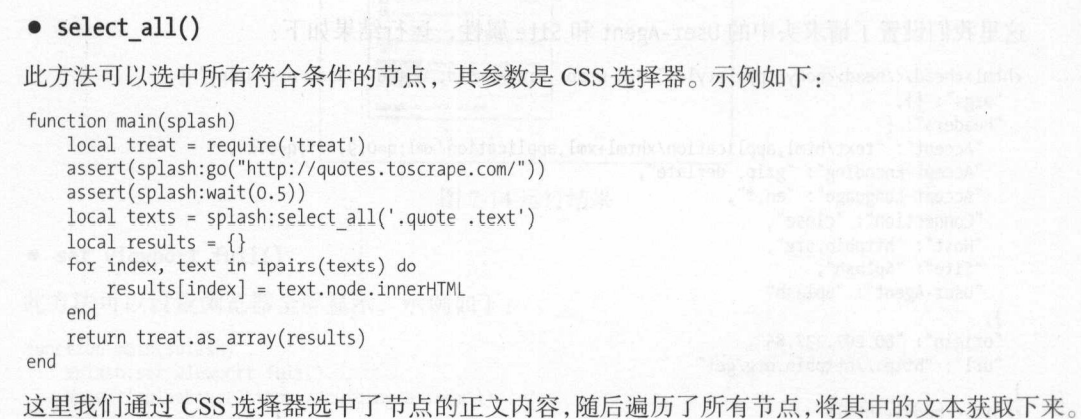 ● select_all()
此方法可以选中所有符合条件的节点，其参数是 CSS 选择器。示例如下：
function main(splash)
    local treat = require('treat')
    assert(splash:go("http://quotes.toscrape.com/"))
    assert(splash:wait(0.5))
    local texts = splash:select_all('.quote .text')
    local results = {}
    for index, text in ipairs(texts) do
        results[index] = text.node.innerHTML
    end
    return treat.as_array(results)
end
这里我们通过 CSS 选择器选中了节点的正文内容，随后遍历了所有节点，将其中的文本获取下来。